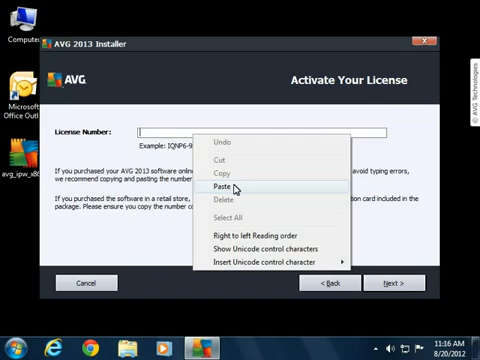 Computer
Microsoft
Office Outl
avg_ipw_x86
AVG 2013 Installer
AVG.
Activate Your License
License Number:
Example: IQNP6-9
If you purchased your AVG 2013 software onlin
avoid typing errors,
we recommend copying and pasting the numbe
If you purchased the software in a retail store,
tion card included in the
package. Please ensure you copy the number c
Undo
Cut
Copy
Paste
Delete
Select All
Right to left Reading order
Show Unicode control characters
Insert Unicode control character
Cancel
< Back
Next >
© AVG Technologies
11:16 AM
8/20/2012